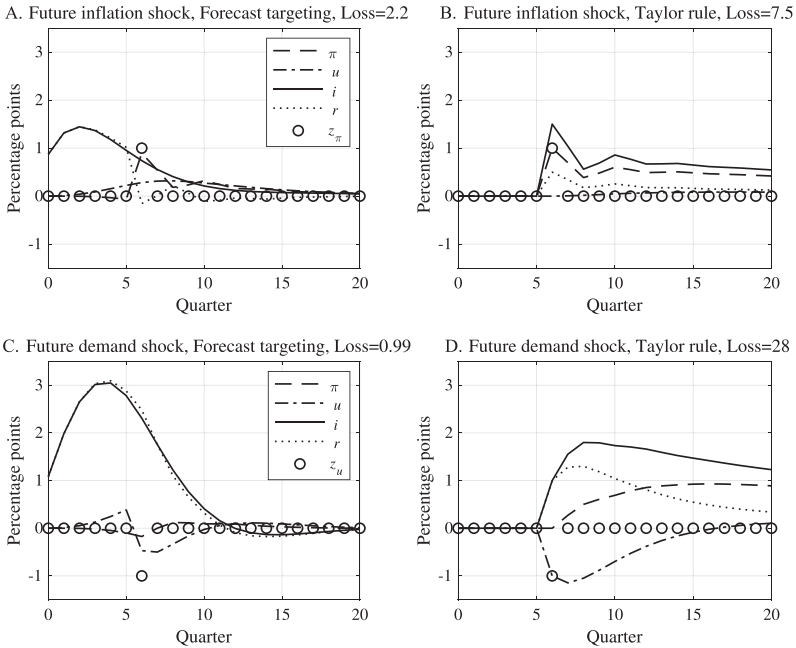 A. Future inflation shock, Forecast targeting, Loss=2.2
3
2
1
0
-1
Percentage points
π
u
i
r
z_π
0 5 10 15 20
Quarter
B. Future inflation shock, Taylor rule, Loss=7.5
3
2
1
0
-1
Percentage points
0 5 10 15 20
Quarter
C. Future demand shock, Forecast targeting, Loss=0.99
3
2
1
0
-1
Percentage points
π
u
i
r
z_u
0 5 10 15 20
Quarter
D. Future demand shock, Taylor rule, Loss=28
3
2
1
0
-1
Percentage points
0 5 10 15 20
Quarter